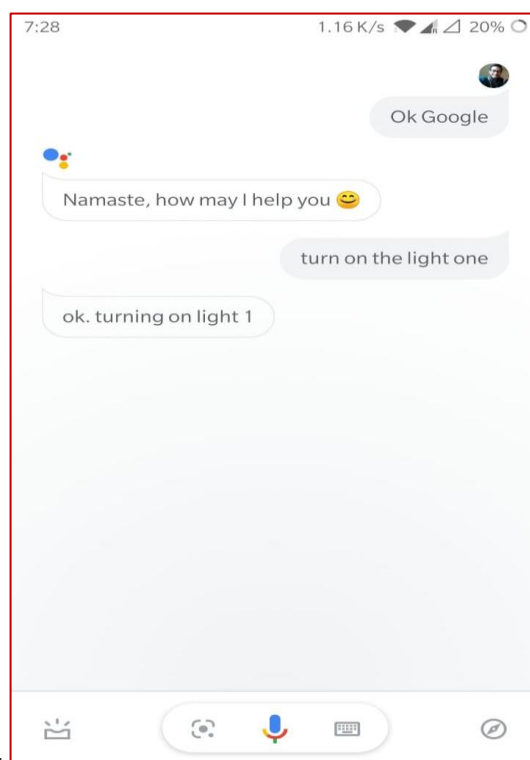 7:28 1.16 K/s 20%
Ok Google
Namaste, how may I help you 😊
turn on the light one
ok. turning on light 1